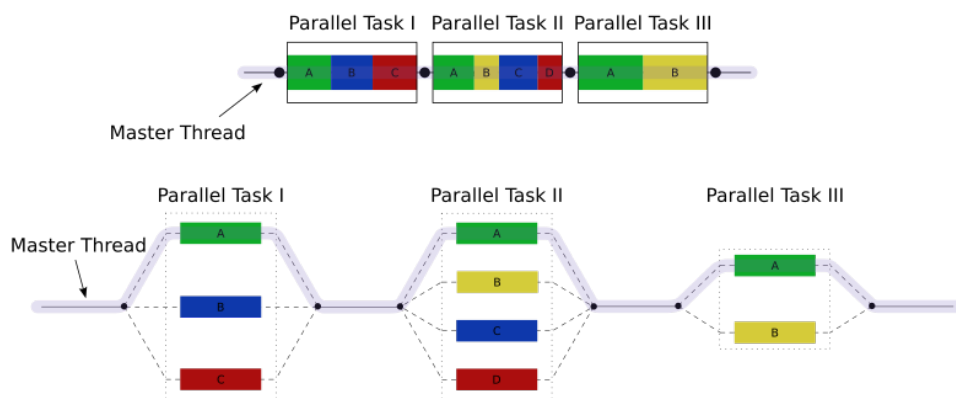 Parallel Task I
Parallel Task II
Parallel Task III
A
B
C
A
B
C
D
A
B
Master Thread
Parallel Task I
Parallel Task II
Parallel Task III
Master Thread
A
B
C
A
B
C
D
A
B